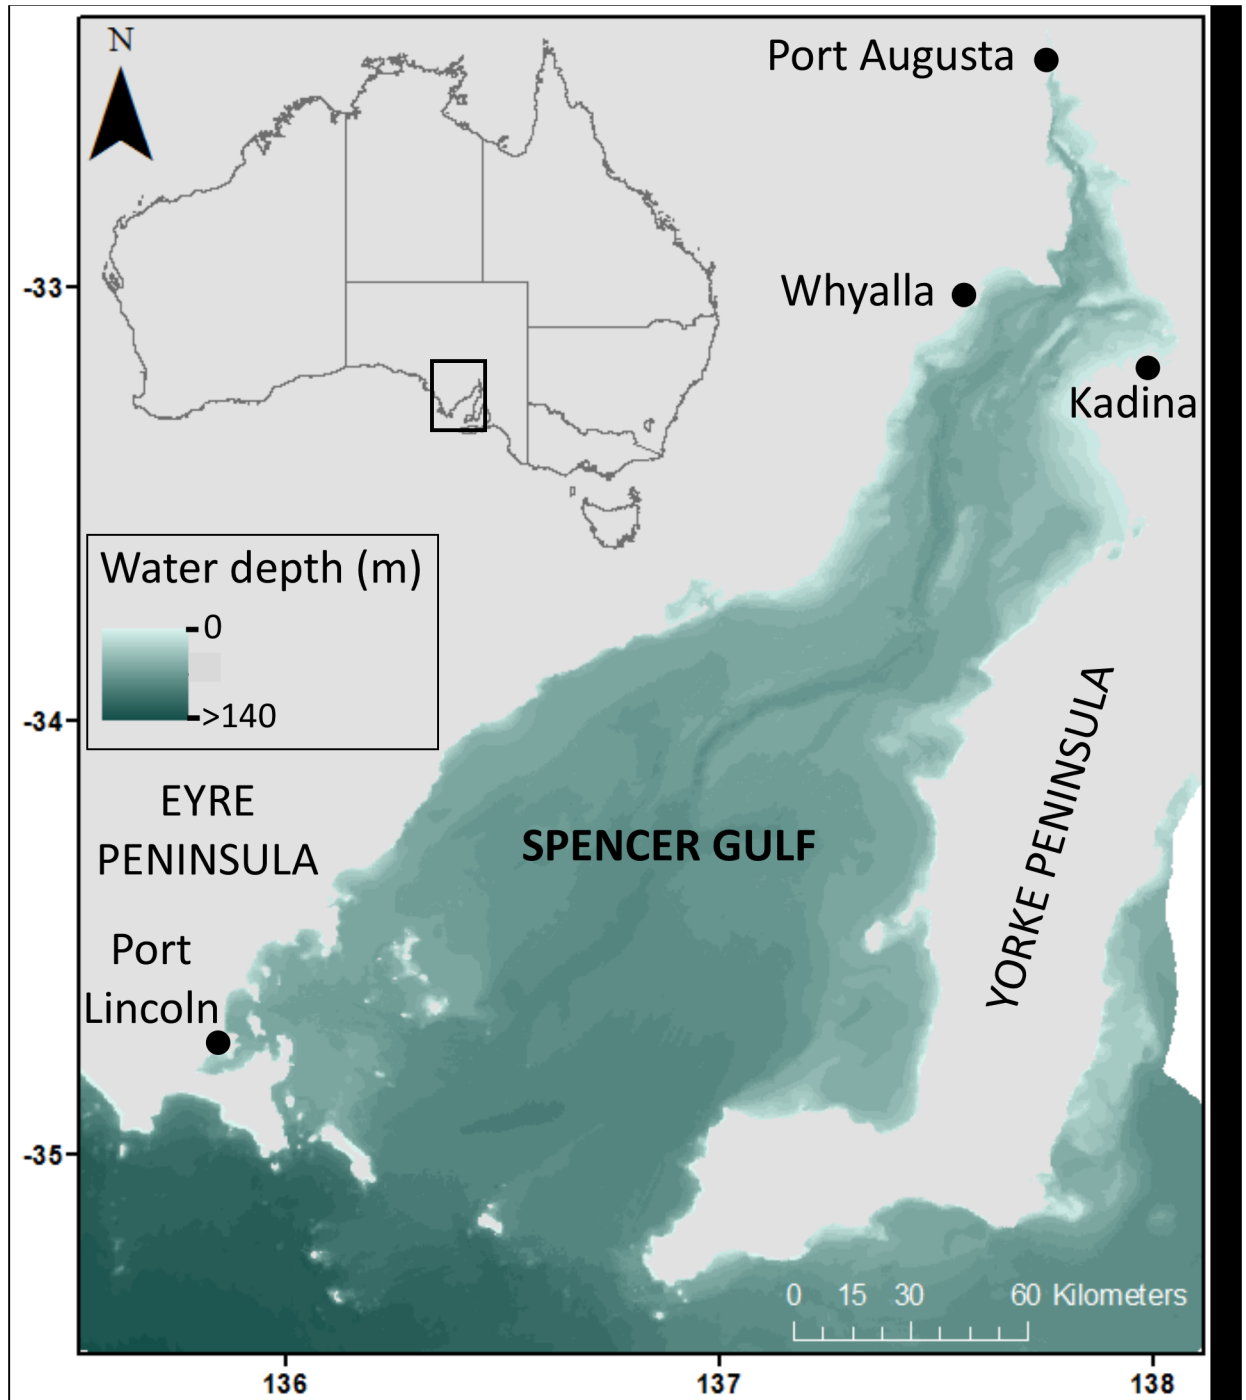 N
Port Augusta
-33
Whyalla
Kadina
Water depth (m)
0
>140
-34
EYRE
PENINSULA
SPENCER GULF
YORKE PENINSULA
Port
Lincoln
-35
0 15 30 60 Kilometers
136 137 138